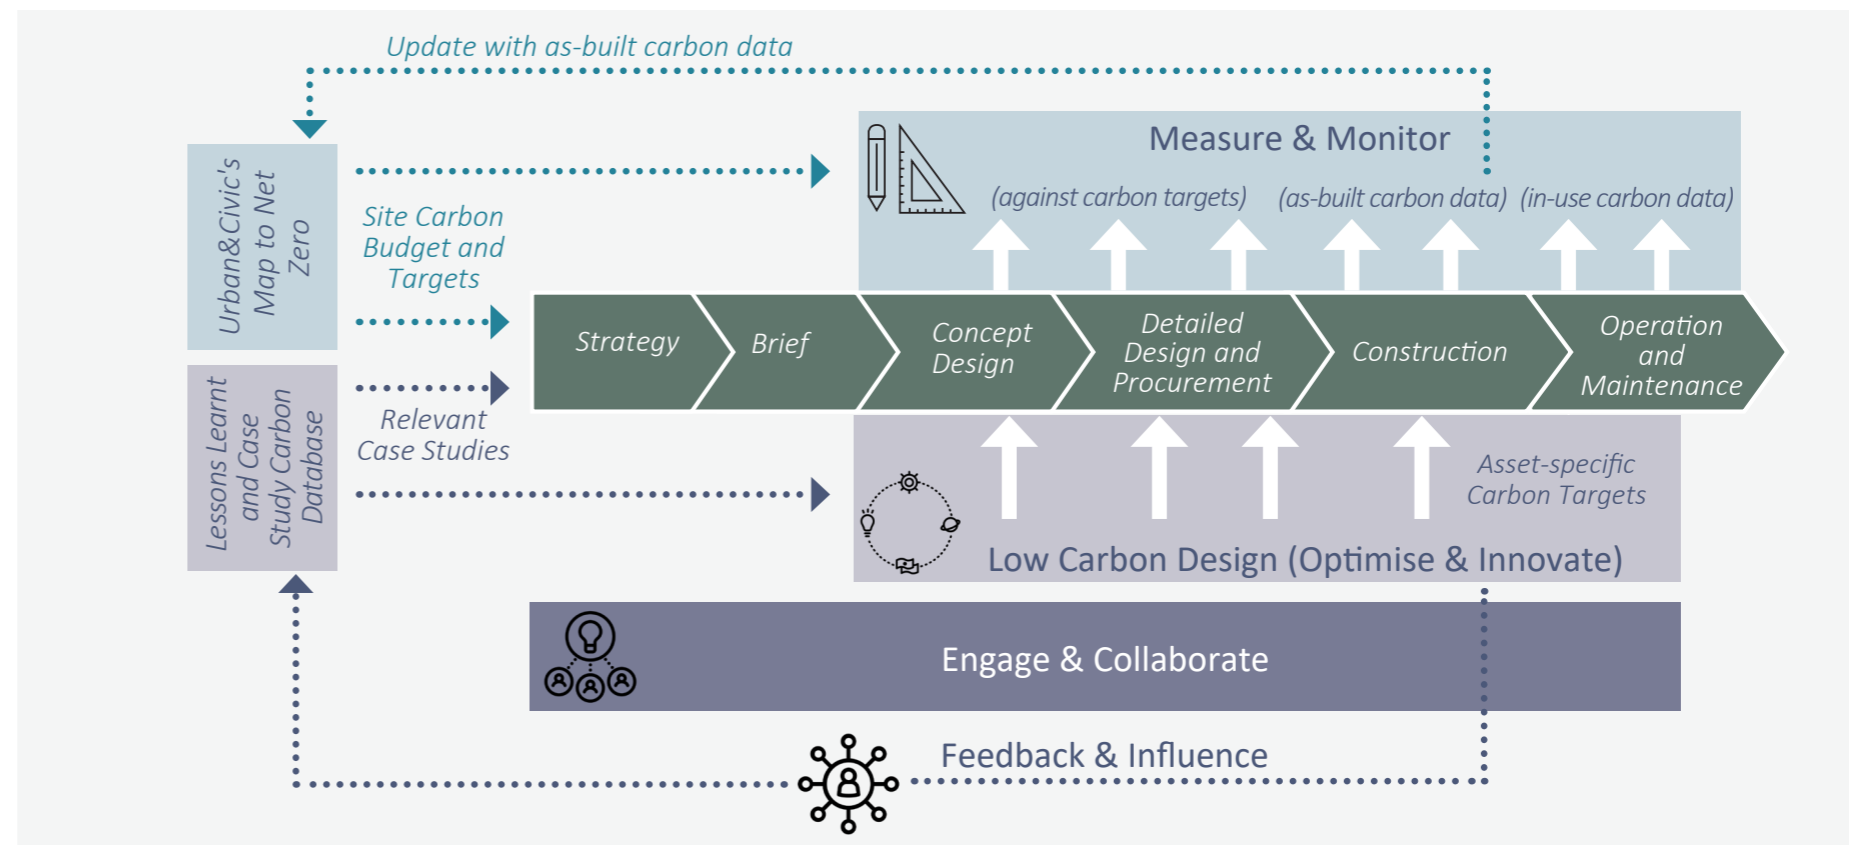 Update with as-built carbon data
Measure & Monitor
(against carbon targets)
(as-built carbon data)
(in-use carbon data)
Urban&Civic's
Map to Net
Zero
Site Carbon
Budget and
Targets
Strategy
Brief
Concept
Design
Detailed
Design and
Procurement
Construction
Operation
and
Maintenance
Lessons Learnt
and Case
Study Carbon
Database
Relevant
Case Studies
Asset-specific
Carbon Targets
Low Carbon Design (Optimise & Innovate)
Engage & Collaborate
Feedback & Influence